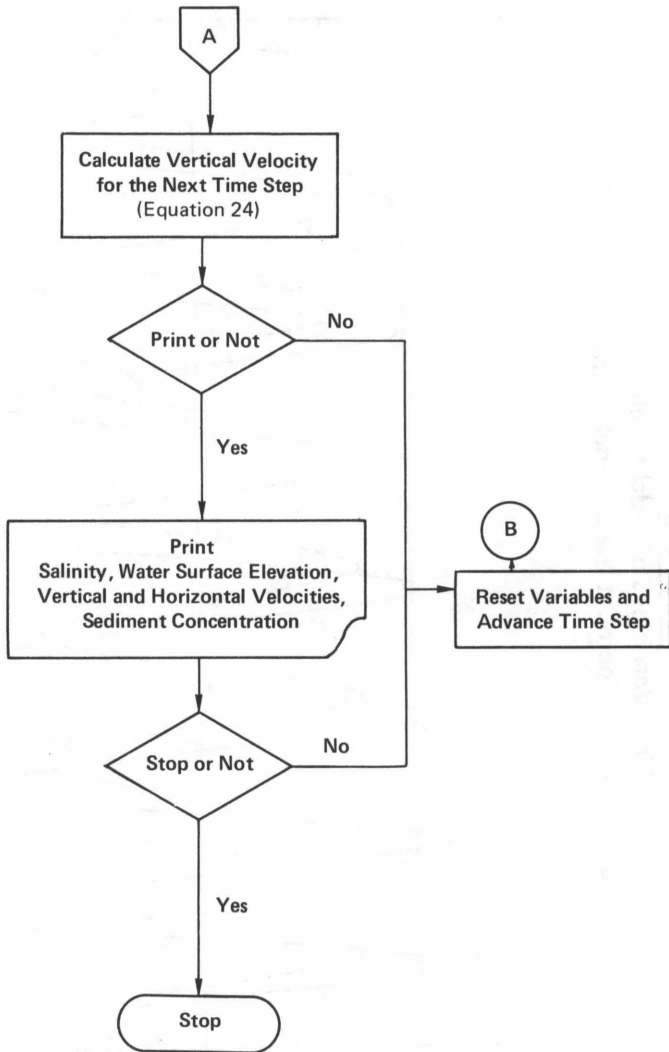 A
Calculate Vertical Velocity
for the Next Time Step
(Equation 24)
Print or Not
No
Yes
Print
Salinity, Water Surface Elevation,
Vertical and Horizontal Velocities,
Sediment Concentration
B
Reset Variables and
Advance Time Step
Stop or Not
No
Yes
Stop